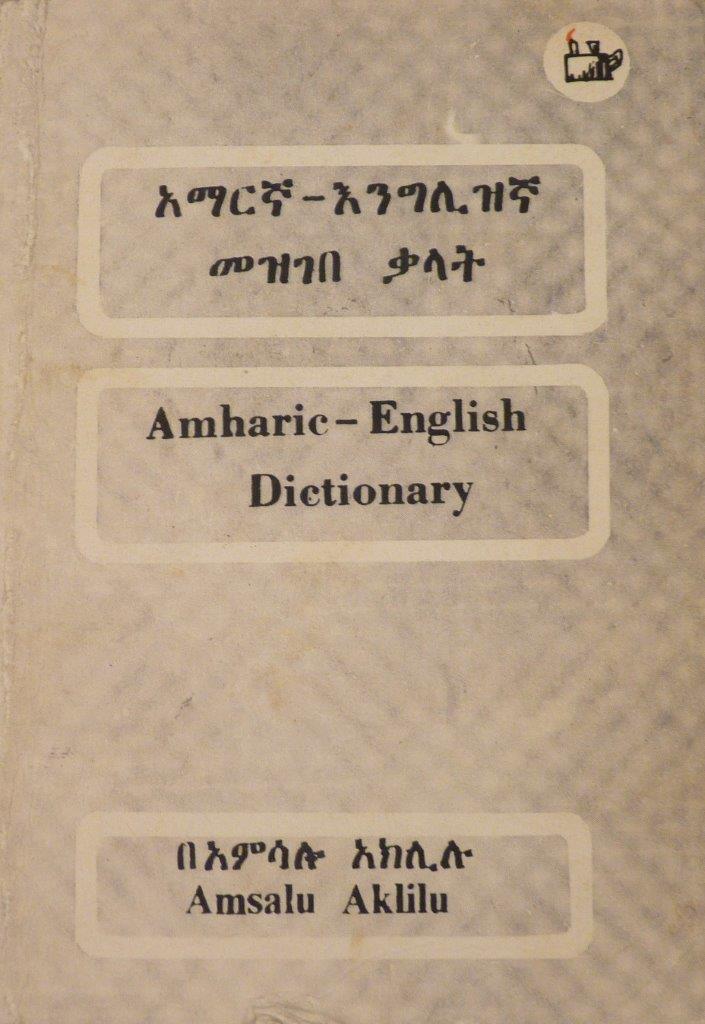 አማርኛ-እንግሊዝኛ
መዝገበ ቃላት
Amharic-English
Dictionary
በአምሳሉ አክሊሉ
Amsalu Aklilu